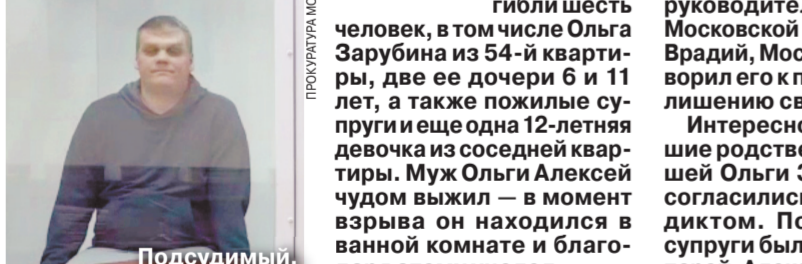 ПРОКУРАТУРА МО
Подсудимый.
гибли шесть
человек, в том числе Ольга
Зарубина из 54-й кварти-
ры, две ее дочери 6 и 11
лет, а также пожилые су-
пруги и еще одна 12-летняя
девочка из соседней квар-
тиры. Муж Ольги Алексей
чудом выжил — в момент
взрыва он находился в
ванной комнате и благо-
руководите
Московской
Врадий, Мос
ворил его к п
лишению св
Интересно
шие родстве
шей Ольги З
согласилис
диктом. По
супруги был